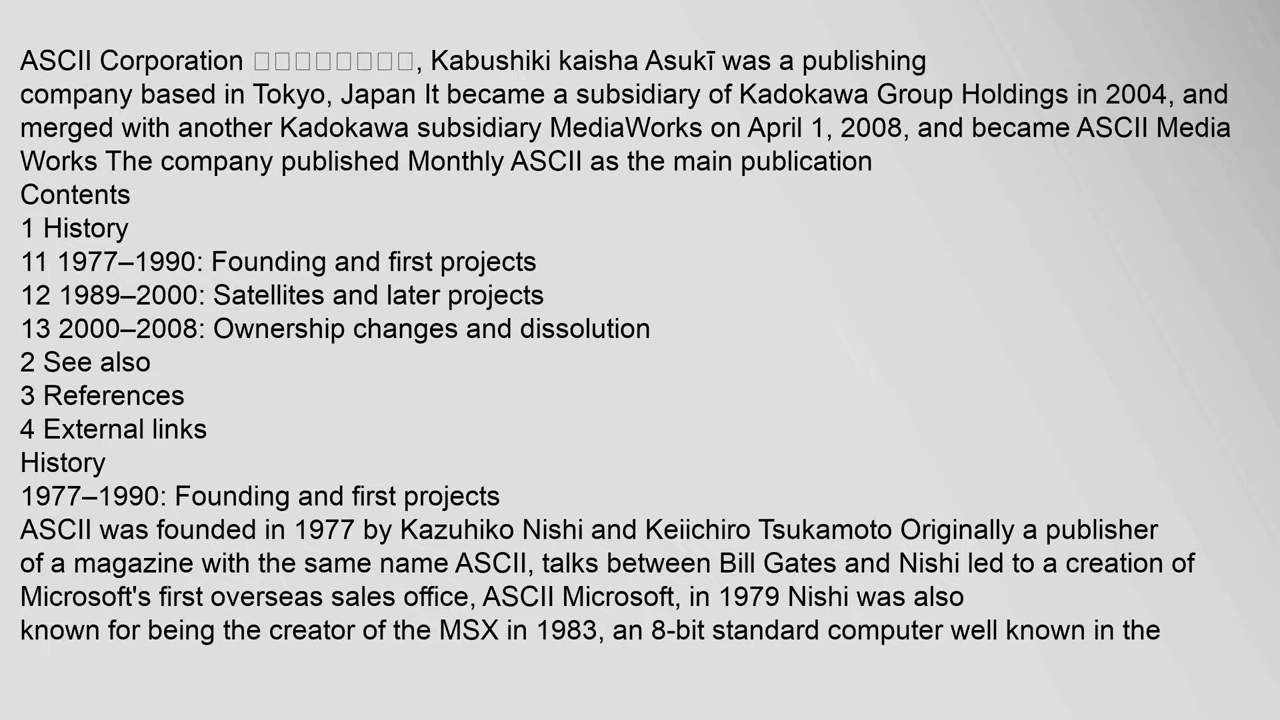 ASCII Corporation □□□□□□□□, Kabushiki kaisha Asukī was a publishing
company based in Tokyo, Japan It became a subsidiary of Kadokawa Group Holdings in 2004, and
merged with another Kadokawa subsidiary MediaWorks on April 1, 2008, and became ASCII Media
Works The company published Monthly ASCII as the main publication
Contents
1 History
11 1977–1990: Founding and first projects
12 1989–2000: Satellites and later projects
13 2000–2008: Ownership changes and dissolution
2 See also
3 References
4 External links
History
1977–1990: Founding and first projects
ASCII was founded in 1977 by Kazuhiko Nishi and Keiichiro Tsukamoto Originally a publisher
of a magazine with the same name ASCII, talks between Bill Gates and Nishi led to a creation of
Microsoft's first overseas sales office, ASCII Microsoft, in 1979 Nishi was also
known for being the creator of the MSX in 1983, an 8-bit standard computer well known in the